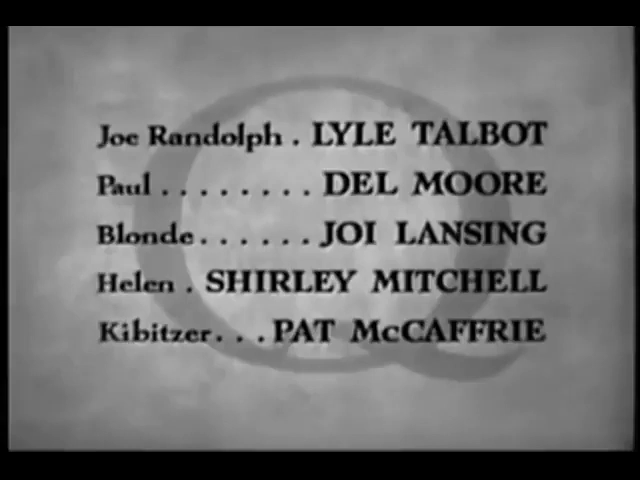 Joe Randolph . LYLE TALBOT
Paul . . . . . . . . DEL MOORE
Blonde . . . . . . JOI LANSING
Helen . SHIRLEY MITCHELL
Kibitzer . . . PAT McCAFFRIE